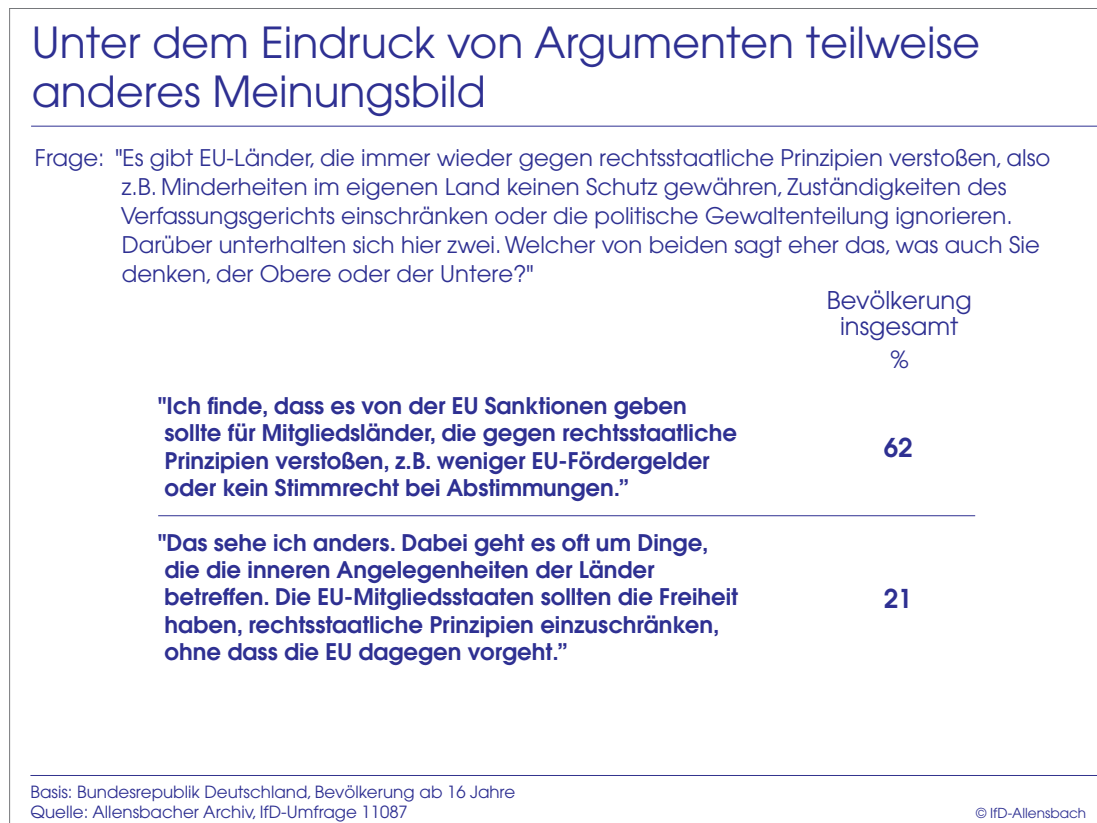 Unter dem Eindruck von Argumenten teilweise
anderes Meinungsbild
Frage: "Es gibt EU-Länder, die immer wieder gegen rechtsstaatliche Prinzipien verstoßen, also
z.B. Minderheiten im eigenen Land keinen Schutz gewähren, Zuständigkeiten des
Verfassungsgerichts einschränken oder die politische Gewaltenteilung ignorieren.
Darüber unterhalten sich hier zwei. Welcher von beiden sagt eher das, was auch Sie
denken, der Obere oder der Untere?"
Bevölkerung
insgesamt
%
"Ich finde, dass es von der EU Sanktionen geben
sollte für Mitgliedsländer, die gegen rechtsstaatliche
Prinzipien verstoßen, z.B. weniger EU-Fördergelder
oder kein Stimmrecht bei Abstimmungen.”
62
"Das sehe ich anders. Dabei geht es oft um Dinge,
die die inneren Angelegenheiten der Länder
betreffen. Die EU-Mitgliedsstaaten sollten die Freiheit
haben, rechtsstaatliche Prinzipien einzuschränken,
ohne dass die EU dagegen vorgeht.”
21
Basis: Bundesrepublik Deutschland, Bevölkerung ab 16 Jahre
Quelle: Allensbacher Archiv, IfD-Umfrage 11087
© IfD-Allensbach